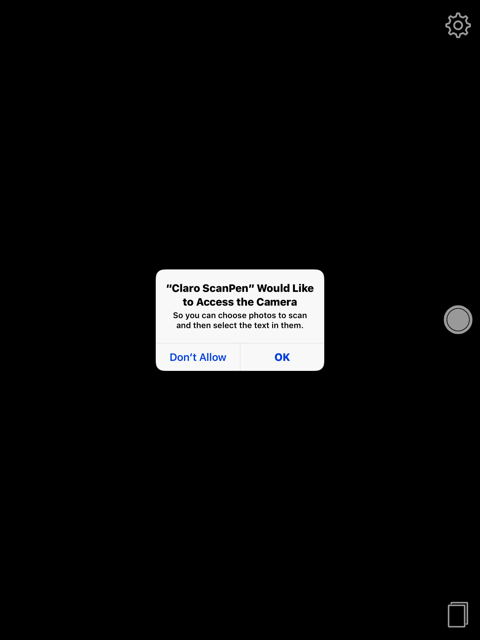 “Claro ScanPen” Would Like
to Access the Camera
So you can choose photos to scan
and then select the text in them.
Don’t Allow
OK